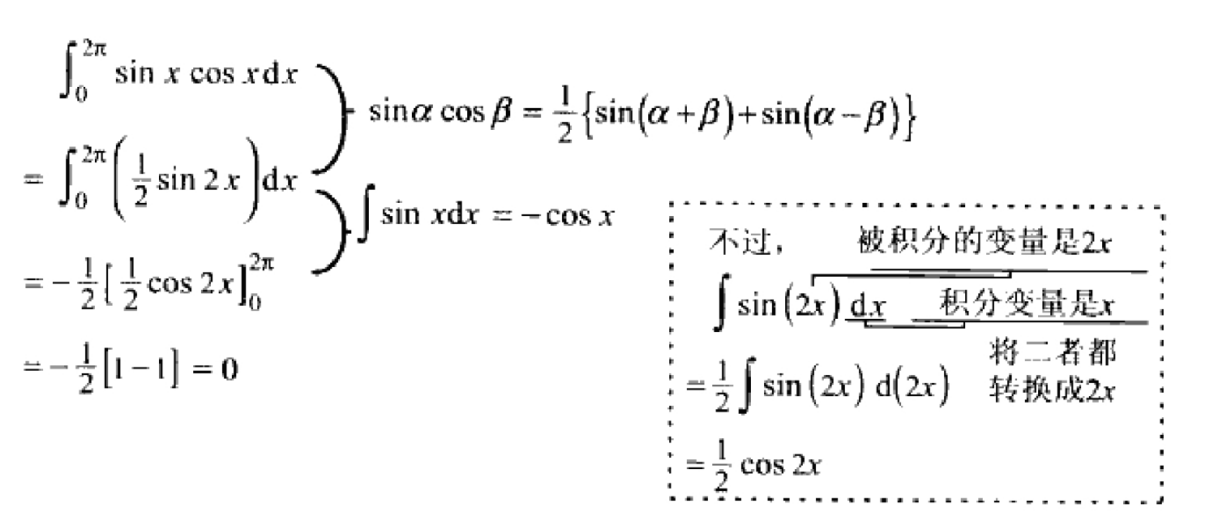 ∫₀^{2π} sin x cos x dx
sinα cos β = 1/2 {sin(α+β)+sin(α−β)}
= ∫₀^{2π} (1/2 sin 2x) dx
∫ sin xdx = −cos x
= −1/2 [1/2 cos 2x]₀^{2π}
= −1/2 [1−1] = 0
不过， 被积分的变量是2x
∫ sin (2x) dx 积分变量是x
将二者都
= 1/2 ∫ sin (2x) d(2x) 转换成2x
= 1/2 cos 2x